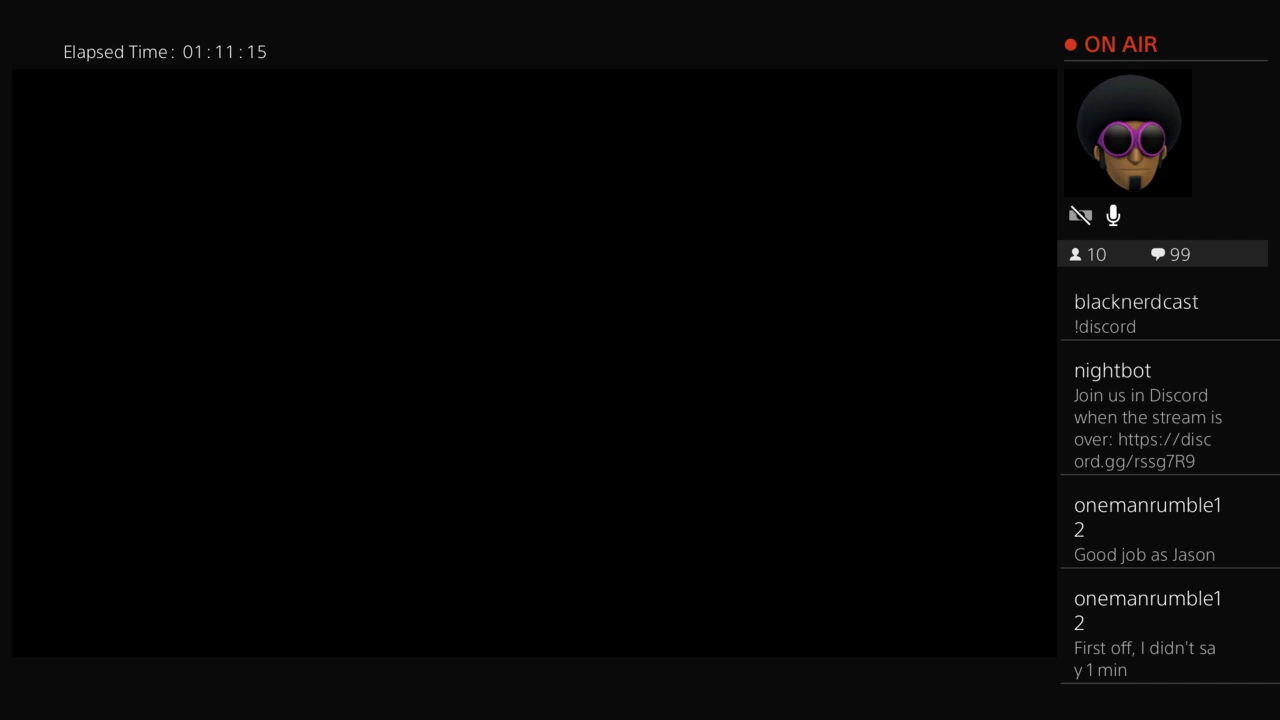 Elapsed Time: 01:11:15
ON AIR
10 99
blacknerdcast
!discord
nightbot
Join us in Discord
when the stream is
over: https://disc
ord.gg/rssg7R9
onemanrumble1
2
Good job as Jason
onemanrumble1
2
First off, I didn't sa
y 1 min